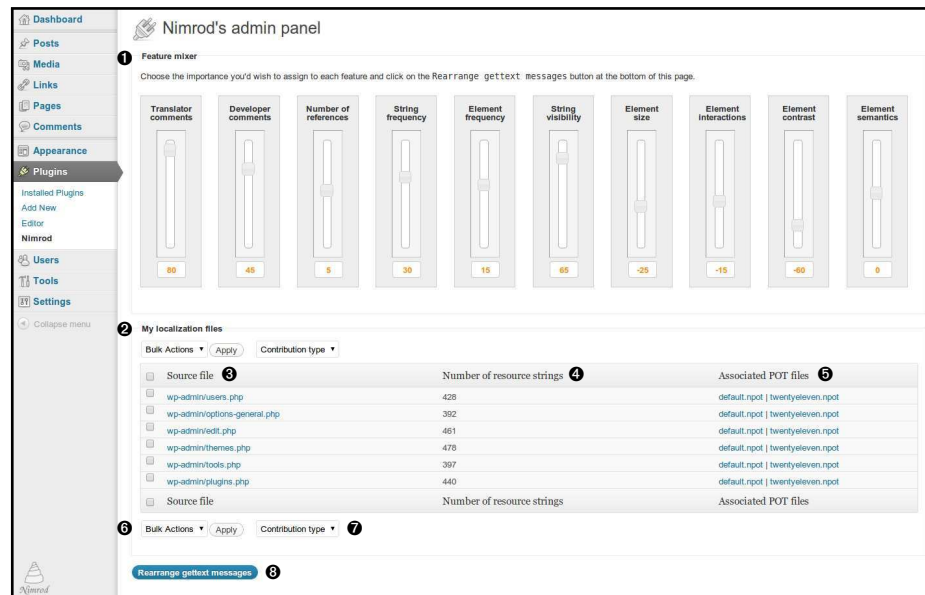 Dashboard
Posts
Media
Links
Pages
Comments
Appearance
Plugins
Installed Plugins
Add New
Editor
Nimrod
Users
Tools
Settings
Collapse menu
Nimrod
Nimrod's admin panel
1 Feature mixer
Choose the importance you'd wish to assign to each feature and click on the Rearrange gettext messages button at the bottom of this page.
Translator comments Developer comments Number of references String frequency Element frequency String visibility Element size Element interactions Element contrast Element semantics
80 45 5 30 15 65 -25 -15 -60 0
2 My localization files
Bulk Actions Apply Contribution type
Source file 3 Number of resource strings 4 Associated POT files 5
wp-admin/users.php 428 default.npot | twentyeleven.npot
wp-admin/options-general.php 392 default.npot | twentyeleven.npot
wp-admin/edit.php 461 default.npot | twentyeleven.npot
wp-admin/themes.php 478 default.npot | twentyeleven.npot
wp-admin/tools.php 397 default.npot | twentyeleven.npot
wp-admin/plugins.php 440 default.npot | twentyeleven.npot
Source file Number of resource strings Associated POT files
6 Bulk Actions Apply Contribution type 7
Rearrange gettext messages 8